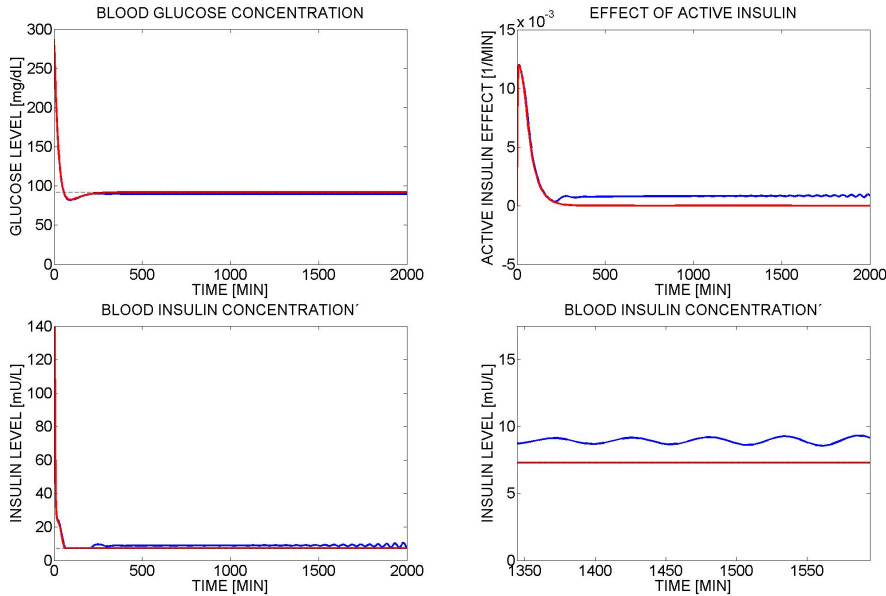 BLOOD GLUCOSE CONCENTRATION
GLUCOSE LEVEL [mg/dL]
300
250
200
150
100
50
0
0 500 1000 1500 2000
TIME [MIN]
EFFECT OF ACTIVE INSULIN
x 10⁻³
ACTIVE INSULIN EFFECT [1/MIN]
15
10
5
0
-5
0 500 1000 1500 2000
TIME [MIN]
BLOOD INSULIN CONCENTRATION´
INSULIN LEVEL [mU/L]
140
120
100
80
60
40
20
0
0 500 1000 1500 2000
TIME [MIN]
BLOOD INSULIN CONCENTRATION´
INSULIN LEVEL [mU/L]
15
10
5
0
1350 1400 1450 1500 1550
TIME [MIN]